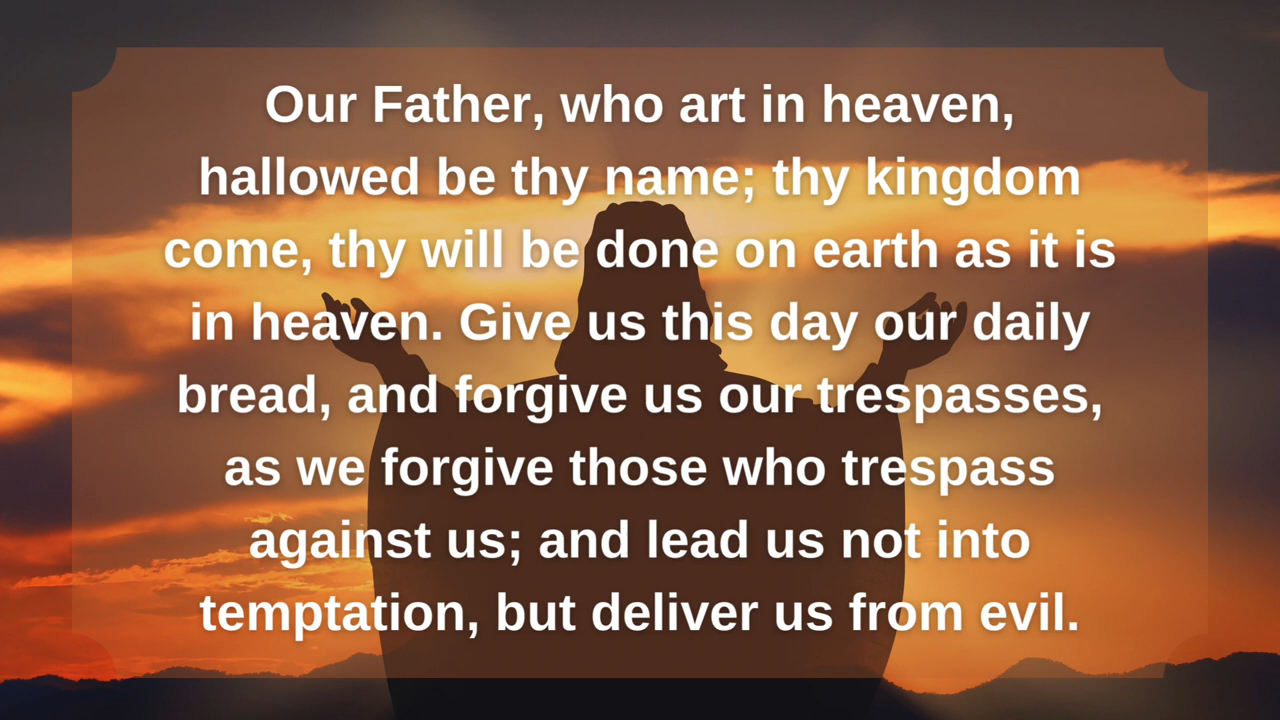 Our Father, who art in heaven,
hallowed be thy name; thy kingdom
come, thy will be done on earth as it is
in heaven. Give us this day our daily
bread, and forgive us our trespasses,
as we forgive those who trespass
against us; and lead us not into
temptation, but deliver us from evil.